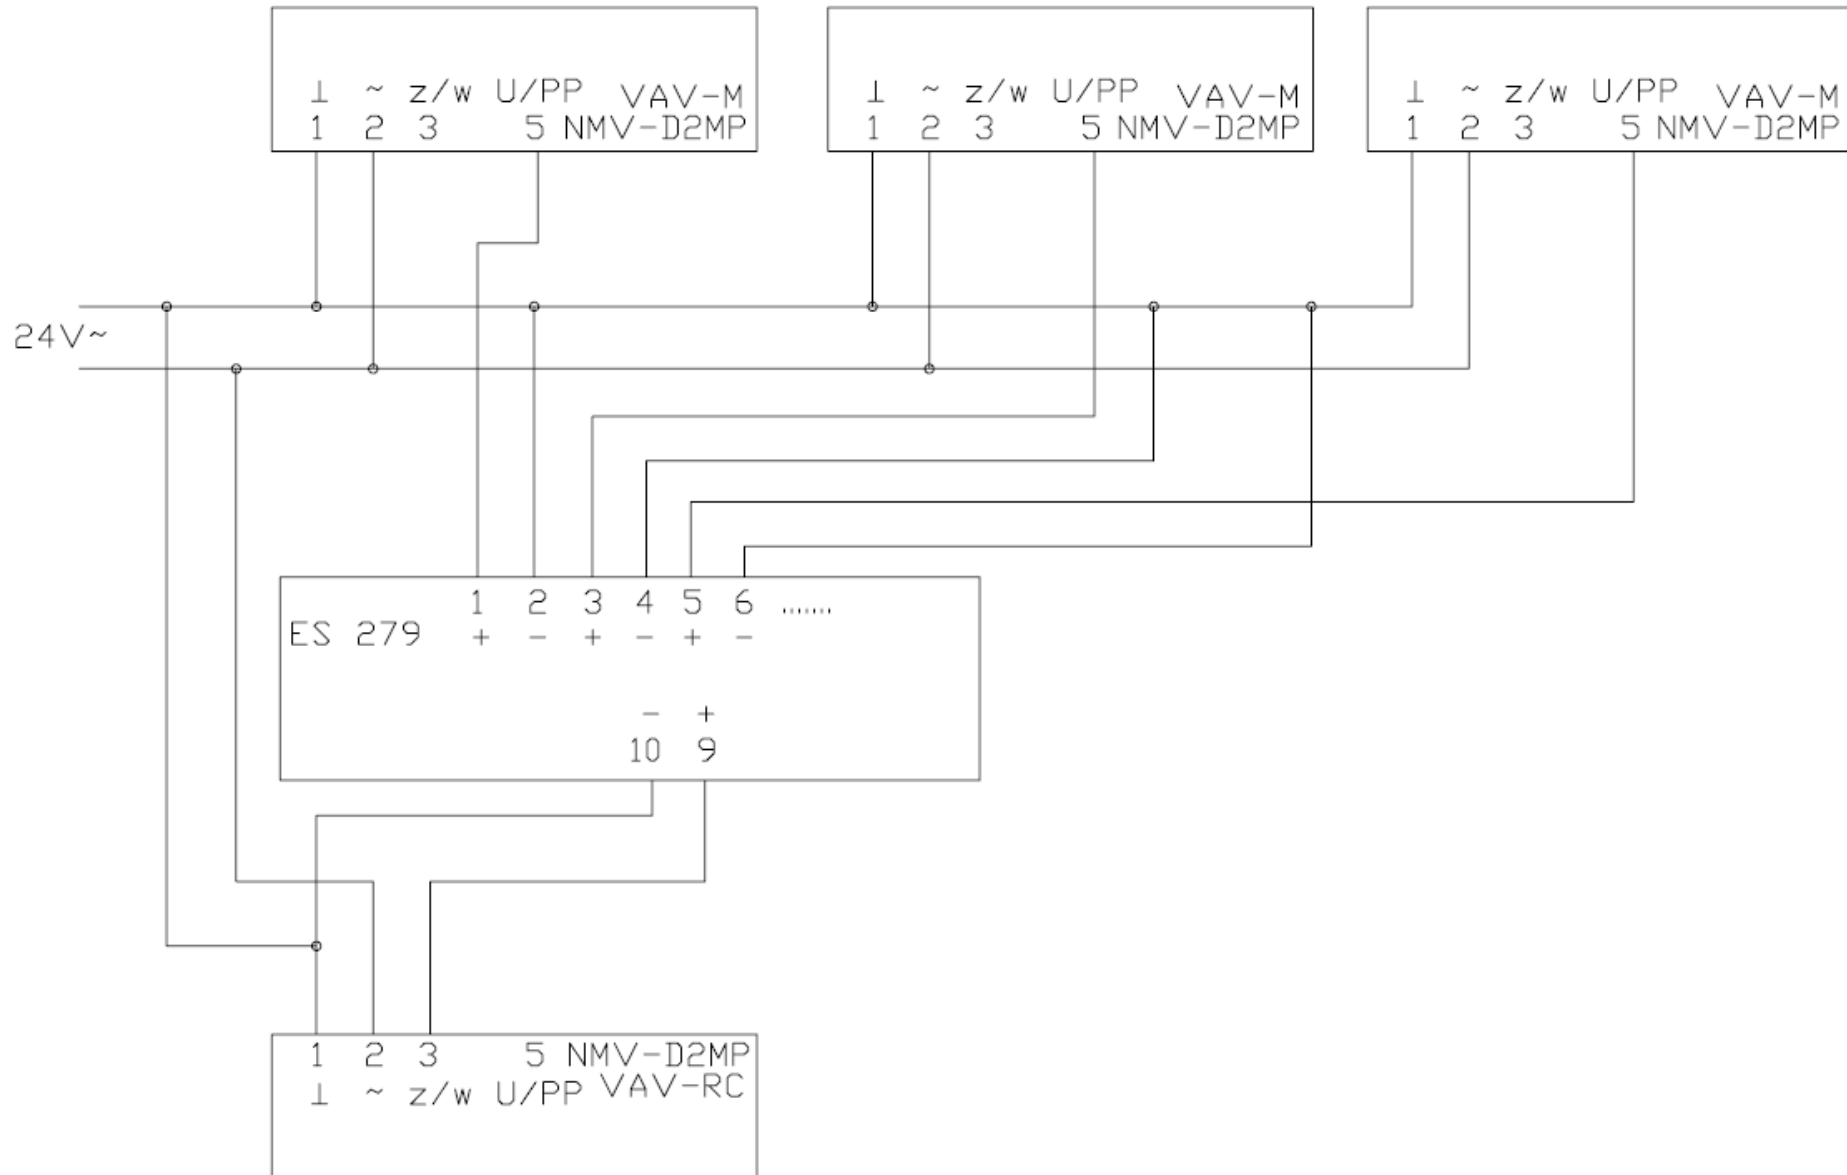 ⊥ ~ z/w U/PP VAV-M
1 2 3 5 NMV-D2MP
⊥ ~ z/w U/PP VAV-M
1 2 3 5 NMV-D2MP
⊥ ~ z/w U/PP VAV-M
1 2 3 5 NMV-D2MP
24V~
1 2 3 4 5 6 .......
ES 279 + - + - + -
- +
10 9
1 2 3 5 NMV-D2MP
⊥ ~ z/w U/PP VAV-RC